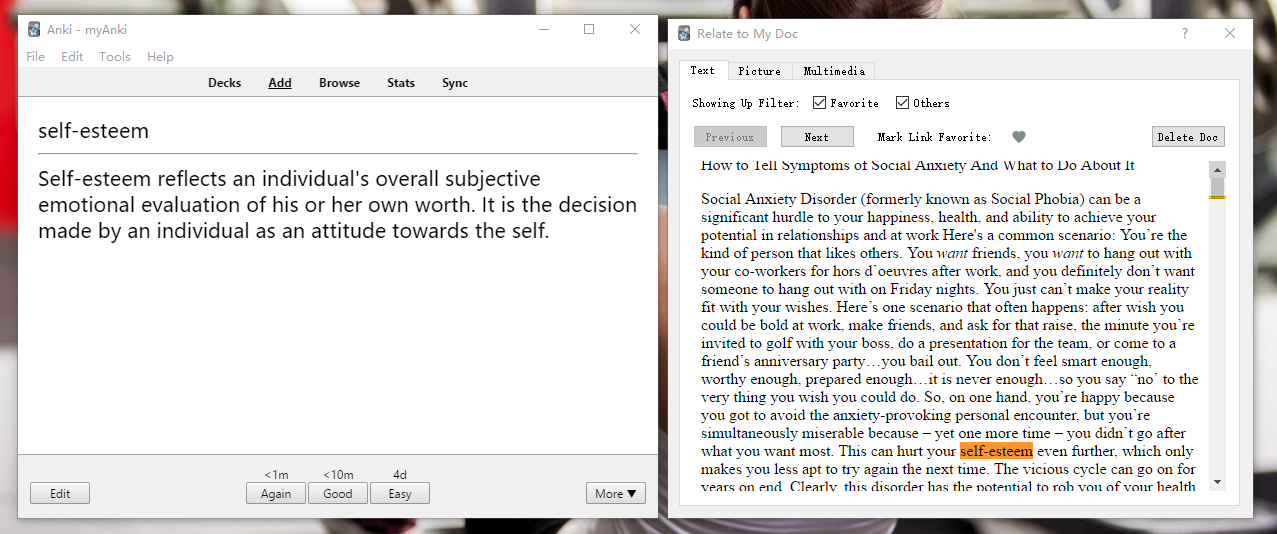 Anki - myAnki
File Edit Tools Help
Decks Add Browse Stats Sync
self-esteem
Self-esteem reflects an individual's overall subjective
emotional evaluation of his or her own worth. It is the decision
made by an individual as an attitude towards the self.
<1m <10m 4d
Edit Again Good Easy More ▼
Relate to My Doc ?
Text Picture Multimedia
Showing Up Filter: Favorite Others
Previous Next Mark Link Favorite: Delete Doc
How to Tell Symptoms of Social Anxiety And What to Do About It
Social Anxiety Disorder (formerly known as Social Phobia) can be a
significant hurdle to your happiness, health, and ability to achieve your
potential in relationships and at work Here's a common scenario: You’re the
kind of person that likes others. You want friends, you want to hang out with
your co-workers for hors d’oeuvres after work, and you definitely don’t want
someone to hang out with on Friday nights. You just can’t make your reality
fit with your wishes. Here’s one scenario that often happens: after wish you
could be bold at work, make friends, and ask for that raise, the minute you’re
invited to golf with your boss, do a presentation for the team, or come to a
friend’s anniversary party…you bail out. You don’t feel smart enough,
worthy enough, prepared enough…it is never enough…so you say “no’ to the
very thing you wish you could do. So, on one hand, you’re happy because
you got to avoid the anxiety-provoking personal encounter, but you’re
simultaneously miserable because – yet one more time – you didn’t go after
what you want most. This can hurt your self-esteem even further, which only
makes you less apt to try again the next time. The vicious cycle can go on for
years on end. Clearly, this disorder has the potential to rob you of your health